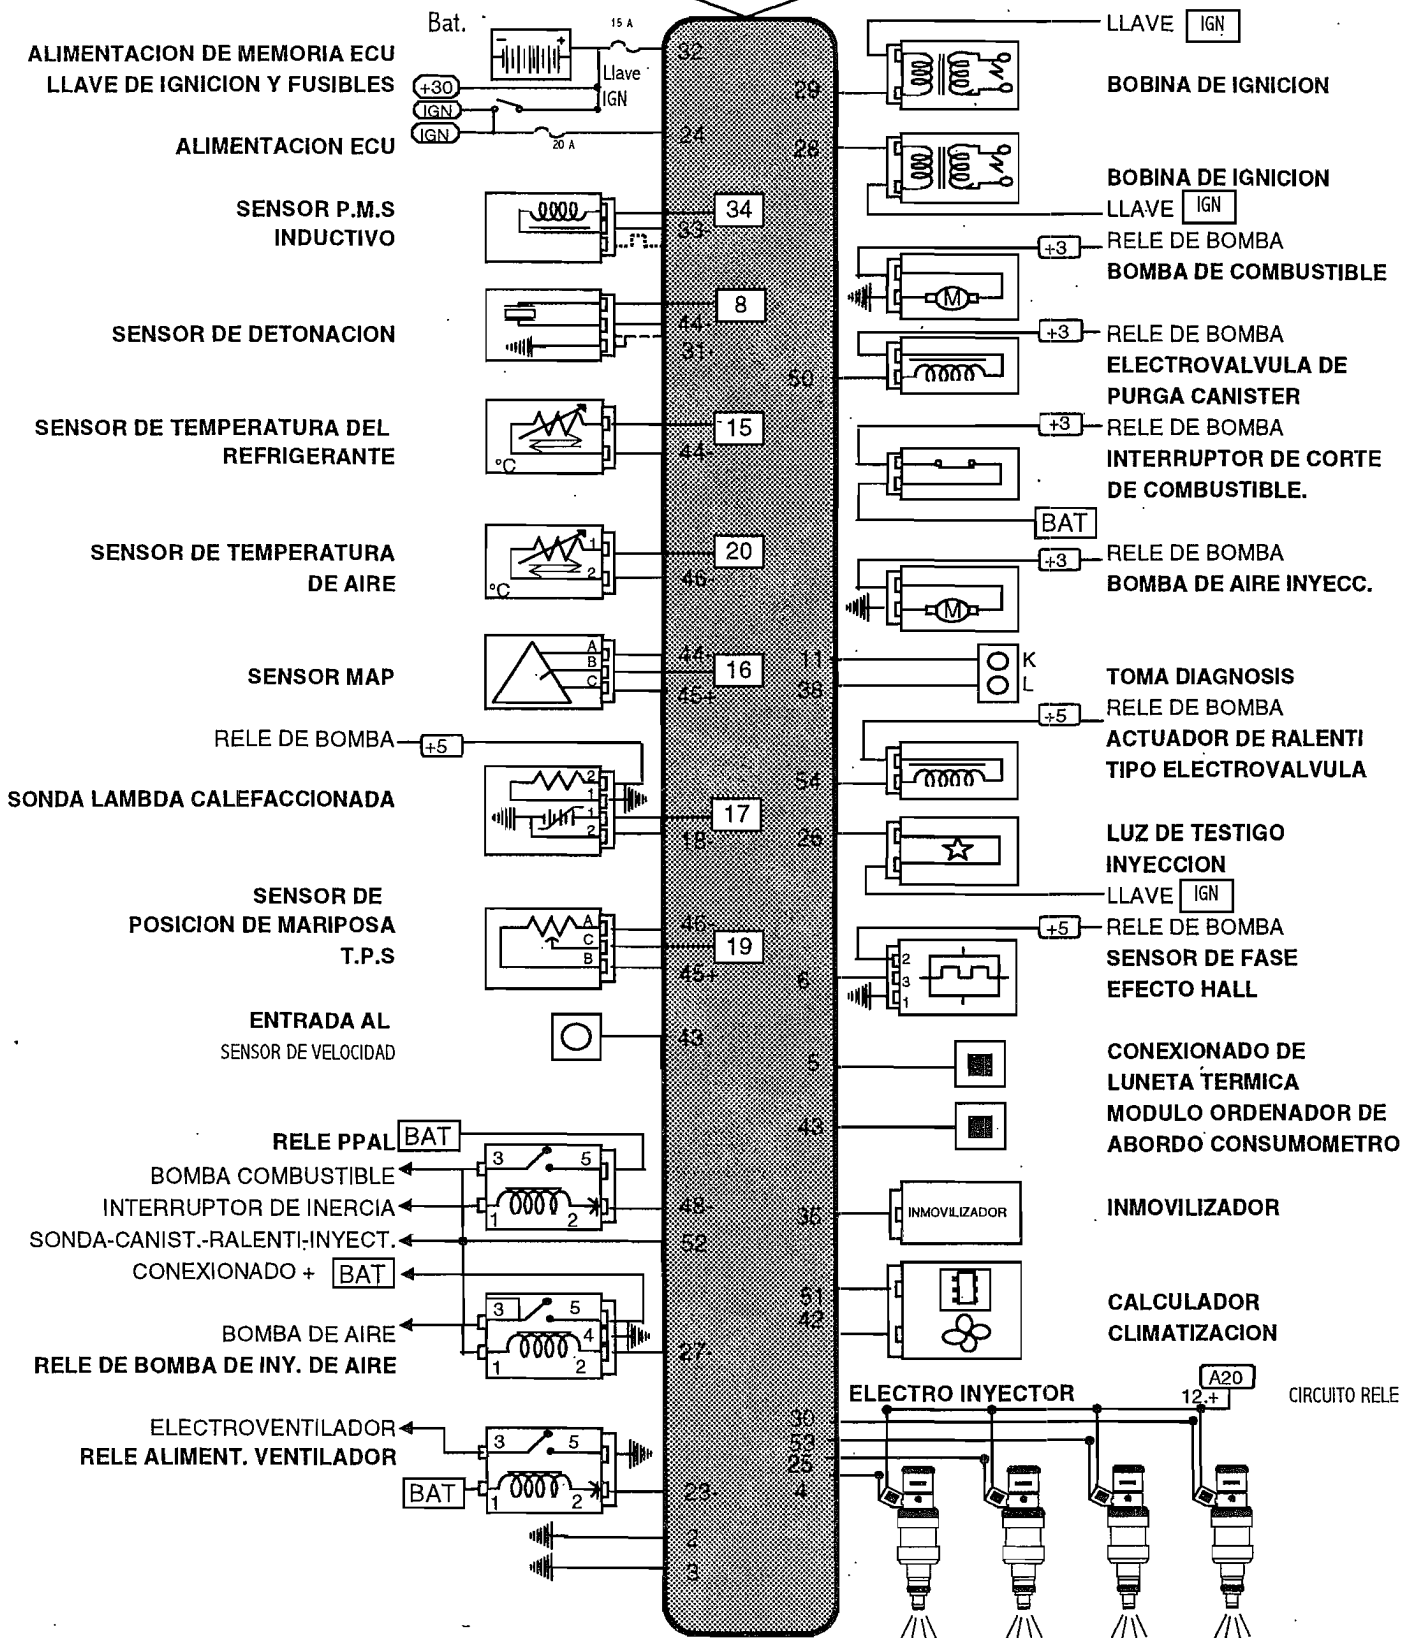 Bat.
15 A
ALIMENTACION DE MEMORIA ECU
32
LLAVE DE IGNICION Y FUSIBLES
+30
Llave
IGN
IGN
ALIMENTACION ECU
IGN
20 A
24
SENSOR P.M.S
INDUCTIVO
34
33-
SENSOR DE DETONACION
8
44-
31-
SENSOR DE TEMPERATURA DEL
REFRIGERANTE
°C
15
44-
SENSOR DE TEMPERATURA
DE AIRE
°C
1
2
20
46-
SENSOR MAP
A
B
C
44-
16
45+
RELE DE BOMBA
+5
SONDA LAMBDA CALEFACCIONADA
2
1
1
2
17
18-
SENSOR DE
POSICION DE MARIPOSA
T.P.S
A
C
B
46-
19
45+
ENTRADA AL
SENSOR DE VELOCIDAD
43
RELE PPAL
BAT
BOMBA COMBUSTIBLE
3
5
INTERRUPTOR DE INERCIA
1
2
48-
SONDA-CANIST.-RALENTI-INYECT.
52
CONEXIONADO +
BAT
3
5
BOMBA DE AIRE
4
RELE DE BOMBA DE INY. DE AIRE
1
2
27-
ELECTROVENTILADOR
3
5
RELE ALIMENT. VENTILADOR
BAT
1
2
23-
2
3
LLAVE
IGN
29
BOBINA DE IGNICION
28
BOBINA DE IGNICION
LLAVE
IGN
+3
RELE DE BOMBA
BOMBA DE COMBUSTIBLE
M
+3
RELE DE BOMBA
ELECTROVALVULA DE
PURGA CANISTER
50
+3
RELE DE BOMBA
INTERRUPTOR DE CORTE
DE COMBUSTIBLE.
BAT
+3
RELE DE BOMBA
BOMBA DE AIRE INYECC.
M
11
K
38
L
TOMA DIAGNOSIS
+5
RELE DE BOMBA
ACTUADOR DE RALENTI
TIPO ELECTROVALVULA
54
26
LUZ DE TESTIGO
INYECCION
LLAVE
IGN
+5
RELE DE BOMBA
SENSOR DE FASE
EFECTO HALL
2
3
1
6
5
CONEXIONADO DE
LUNETA TERMICA
43
MODULO ORDENADOR DE
ABORDO CONSUMOMETRO
35
INMOVILIZADOR
INMOVILIZADOR
51
42
CALCULADOR
CLIMATIZACION
ELECTRO INYECTOR
A20
12.+
CIRCUITO RELE
30
53
25
4